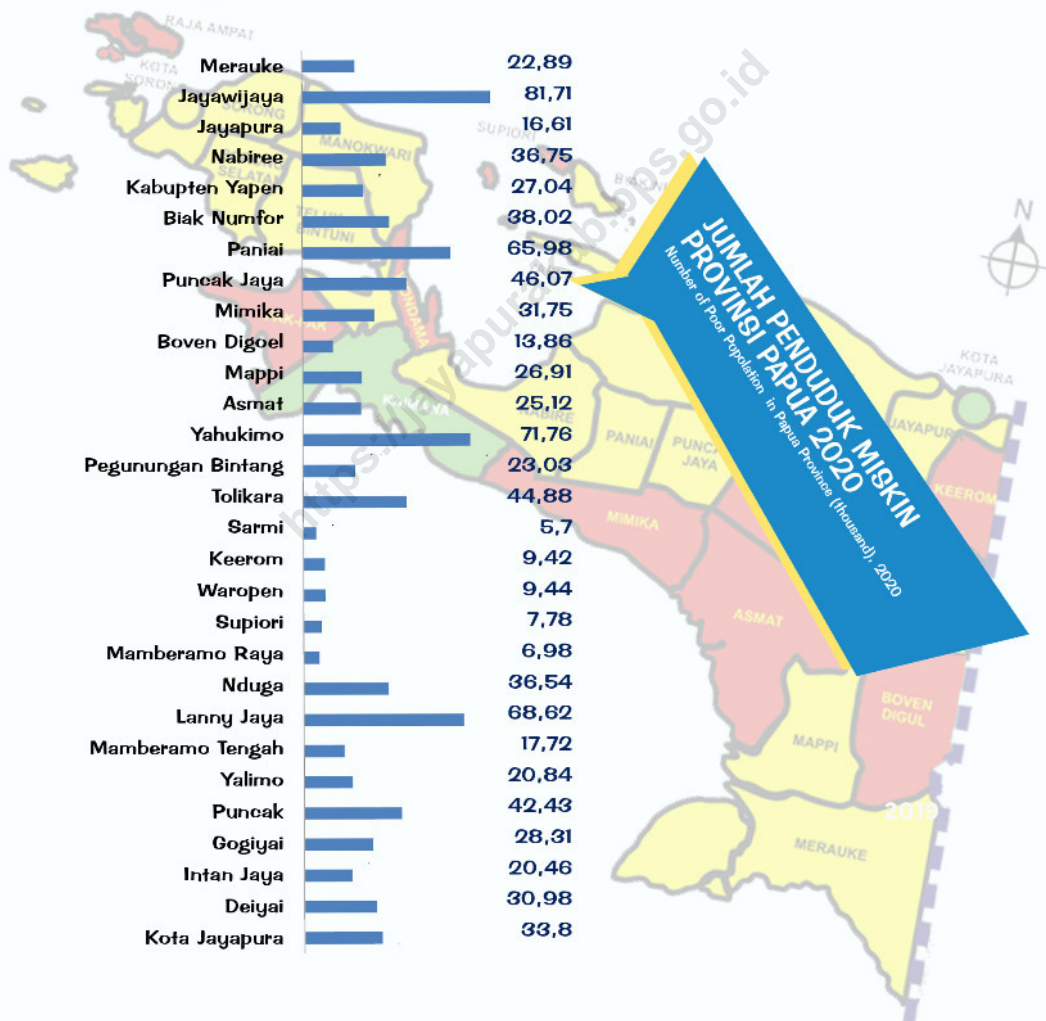 RAJA AMPAT
KOTA
SORONG
SORONG
SELATAN
MANOKWARI
TELUK
BINTUNI
SUPIORI
N
Merauke 22,89
Jayawijaya 81,71
Jayapura 16,61
Nabiree 36,75
Kabupten Yapen 27,04
Biak Numfor 38,02
Paniai 65,98
Puncak Jaya 46,07
Mimika 31,75
Boven Digoel 13,86
Mappi 26,91
Asmat 25,12
Yahukimo 71,76
Pegunungan Bintang 23,03
Tolikara 44,88
Sarmi 5,7
Keerom 9,42
Waropen 9,44
Supiori 7,78
Mamberamo Raya 6,98
Nduga 36,54
Lanny Jaya 68,62
Mamberamo Tengah 17,72
Yalimo 20,84
Puncak 42,43
Gogiyai 28,31
Intan Jaya 20,46
Deiyai 30,98
Kota Jayapura 33,8
JUMLAH PENDUDUK MISKIN
PROVINSI PAPUA 2020
Number of Poor Popolation in Papua Province (thousand), 2020
KOTA
JAYAPURA
JAYAPURA
KEEROM
PANIAI
JAYA
MIMIKA
ASMAT
BOVEN
DIGUL
MAPPI
2019
MERAUKE
https://jayapurakab.bps.go.id